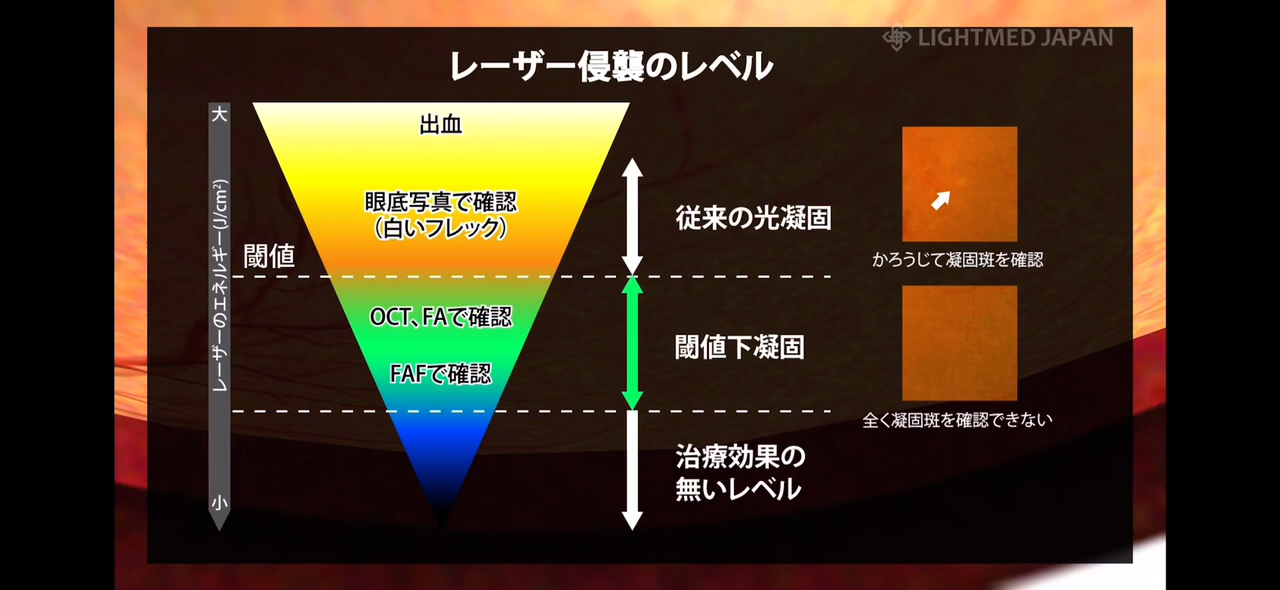 LIGHTMED JAPAN
レーザー侵襲のレベル
大
レーザーのエネルギー(J/cm²)
小
出血
眼底写真で確認
(白いフレック)
閾値
OCT、FAで確認
FAFで確認
従来の光凝固
閾値下凝固
治療効果の
無いレベル
かろうじて凝固斑を確認
全く凝固斑を確認できない